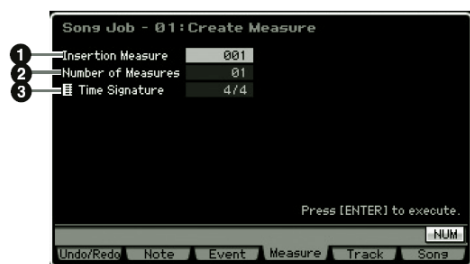 Song Job - 01:Create Measure
1 Insertion Measure 001
2 Number of Measures 01
3 Time Signature 4/4
Press [ENTER] to execute.
NUM
Undo/Redo Note Event Measure Track Song